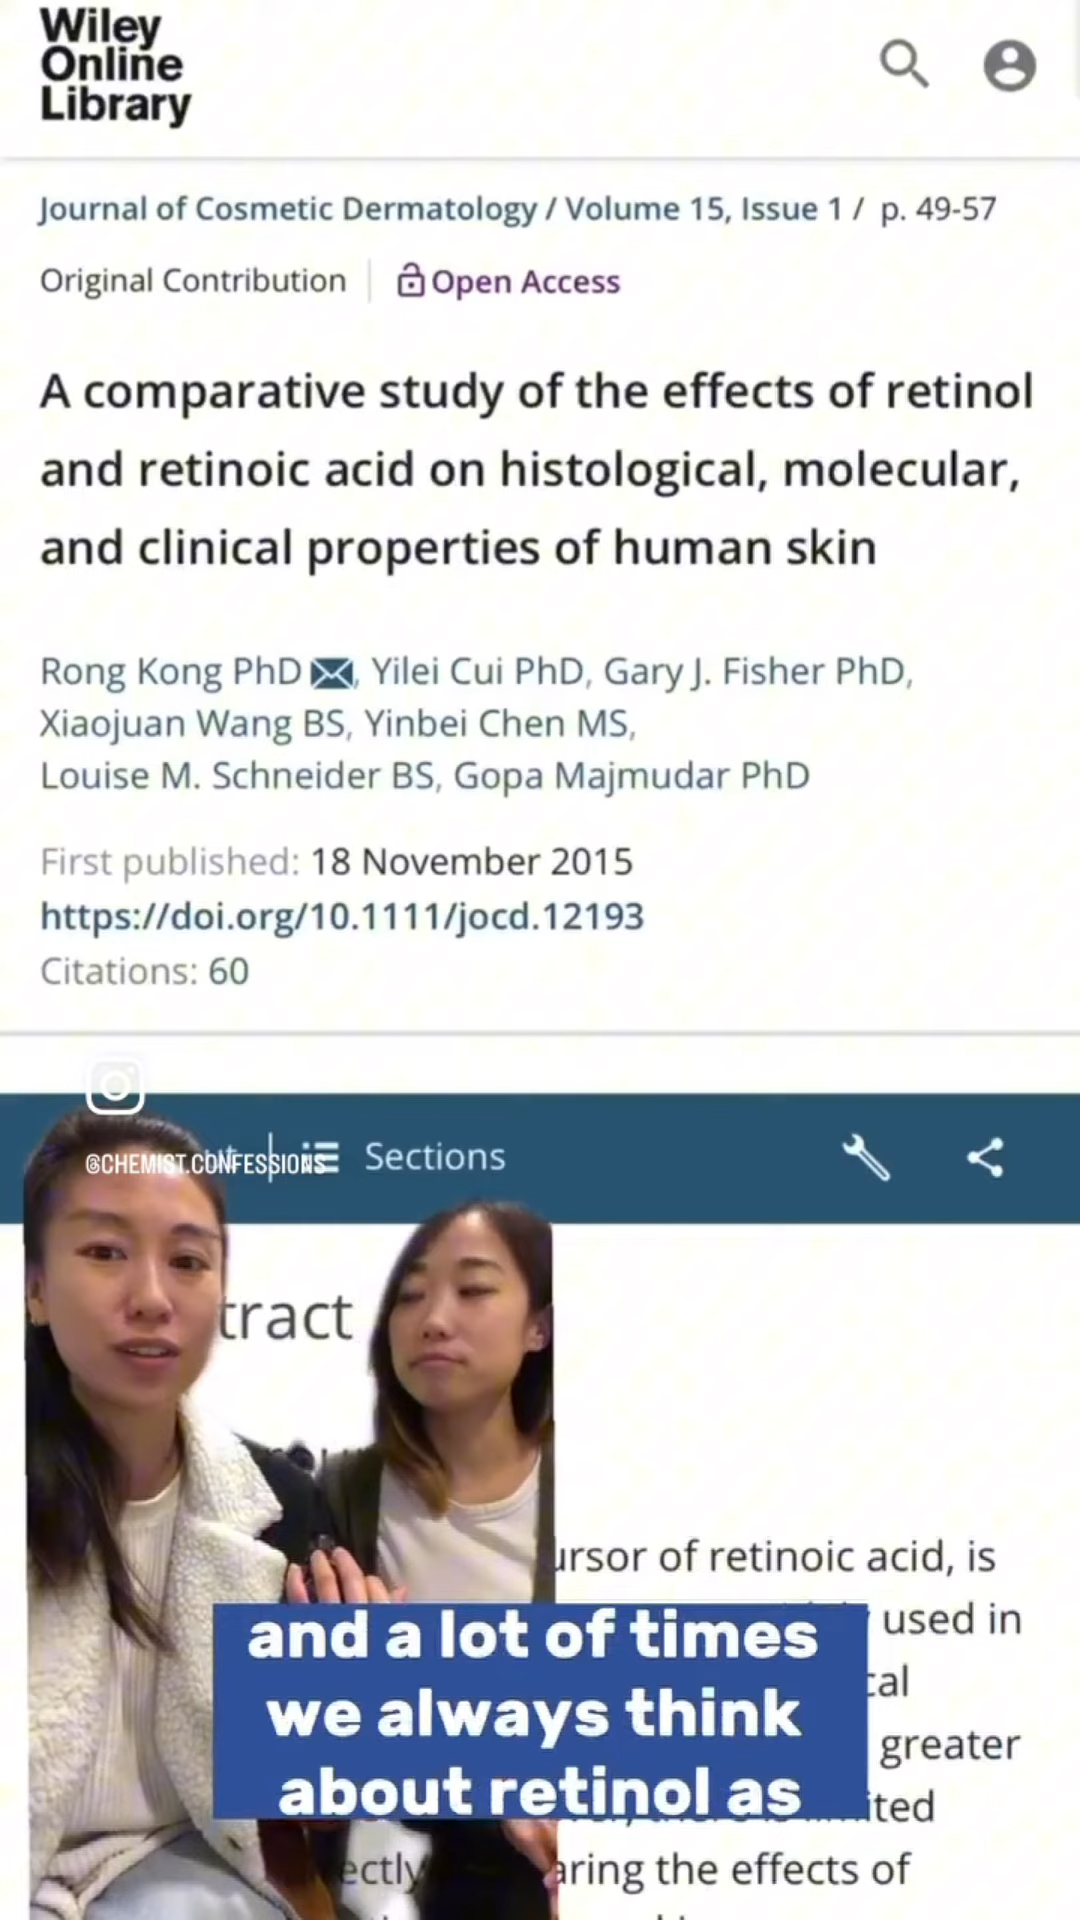 Wiley
Online
Library
Journal of Cosmetic Dermatology / Volume 15, Issue 1 / p. 49-57
Original Contribution
Open Access
A comparative study of the effects of retinol
and retinoic acid on histological, molecular,
and clinical properties of human skin
Rong Kong PhD, Yilei Cui PhD, Gary J. Fisher PhD,
Xiaojuan Wang BS, Yinbei Chen MS,
Louise M. Schneider BS, Gopa Majmudar PhD
First published: 18 November 2015
https://doi.org/10.1111/jocd.12193
Citations: 60
@CHEMIST.CONFESSIONS
Sections
tract
ursor of retinoic acid, is
used in
cal
greater
ited
ectly
aring the effects of
and a lot of times
we always think
about retinol as